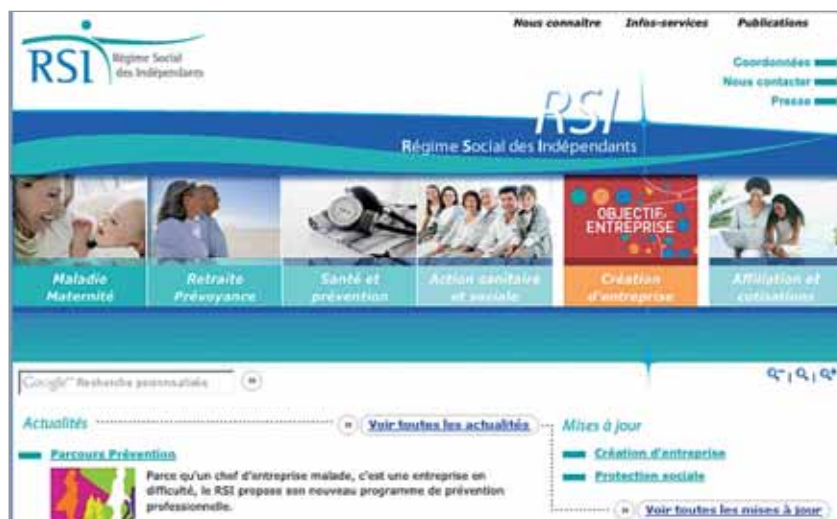 Nous connaître Infos-services Publications
RSI Régime Social
des Indépendants
Coordonnées
Nous contacter
Presse
RSI
Régime Social des Indépendants
OBJECTIF
ENTREPRISE
Maladie
Maternité
Retraite
Prévoyance
Santé et
prévention
Action sanitaire
et sociale
Création
d'entreprise
Affiliation et
cotisations
Google™ Recherche personnalisée
Actualités
Voir toutes les actualités
Mises à jour
Parcours Prévention
Parce qu'un chef d'entreprise malade, c'est une entreprise en
difficulté, le RSI propose son nouveau programme de prévention
professionnelle.
Création d'entreprise
Protection sociale
Voir toutes les mises à jour